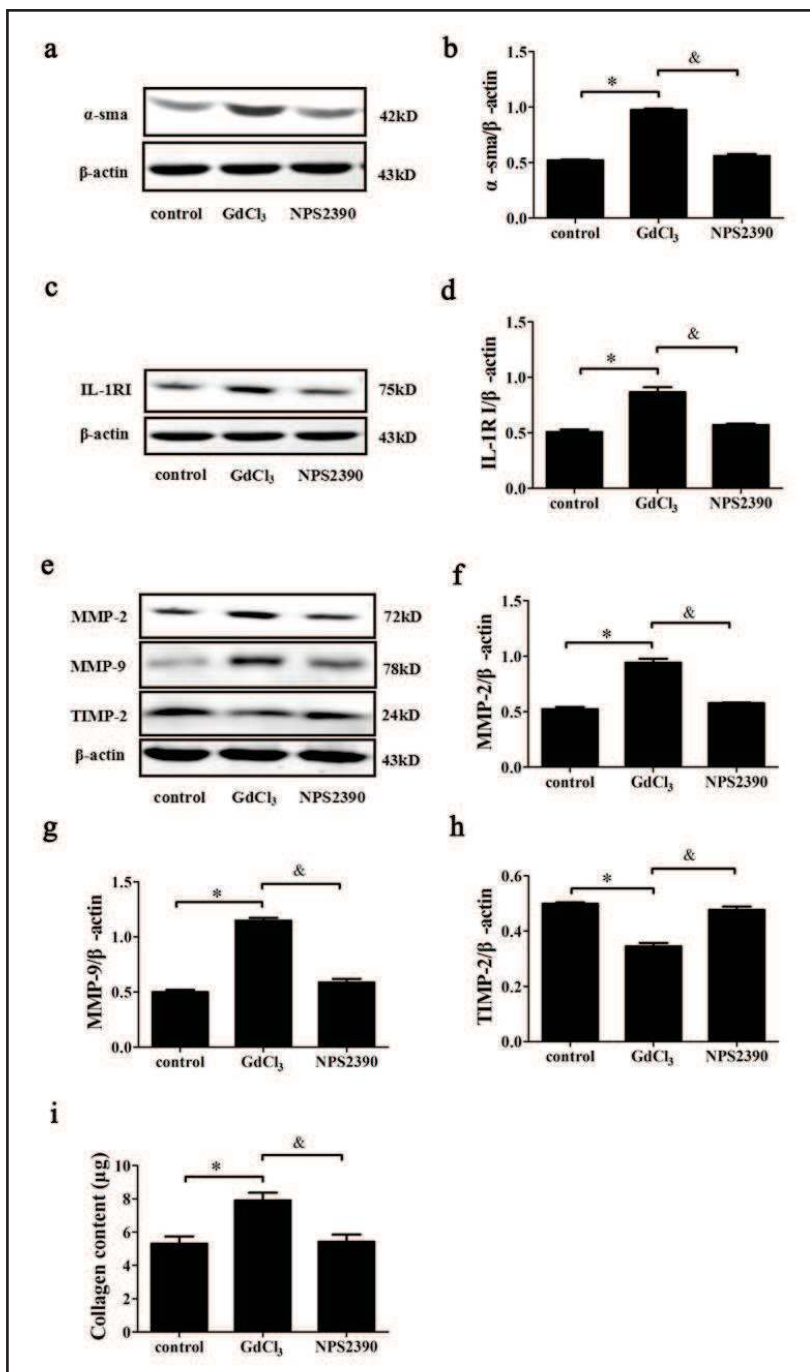 a
α-sma
42kD
β-actin
43kD
control GdCl₃ NPS2390
b
α -sma/β -actin
1.5
1.0
0.5
0.0
*
&
control GdCl₃ NPS2390
c
IL-1RI
75kD
β-actin
43kD
control GdCl₃ NPS2390
d
IL-1R I/β -actin
1.5
1.0
0.5
0.0
*
&
control GdCl₃ NPS2390
e
MMP-2
72kD
MMP-9
78kD
TIMP-2
24kD
β-actin
43kD
control GdCl₃ NPS2390
f
MMP-2/β -actin
1.5
1.0
0.5
0.0
*
&
control GdCl₃ NPS2390
g
MMP-9/β -actin
1.5
1.0
0.5
0.0
*
&
control GdCl₃ NPS2390
h
TIMP-2/β -actin
0.6
0.4
0.2
0.0
*
&
control GdCl₃ NPS2390
i
Collagen content (μg)
10
8
6
4
2
0
*
&
control GdCl₃ NPS2390